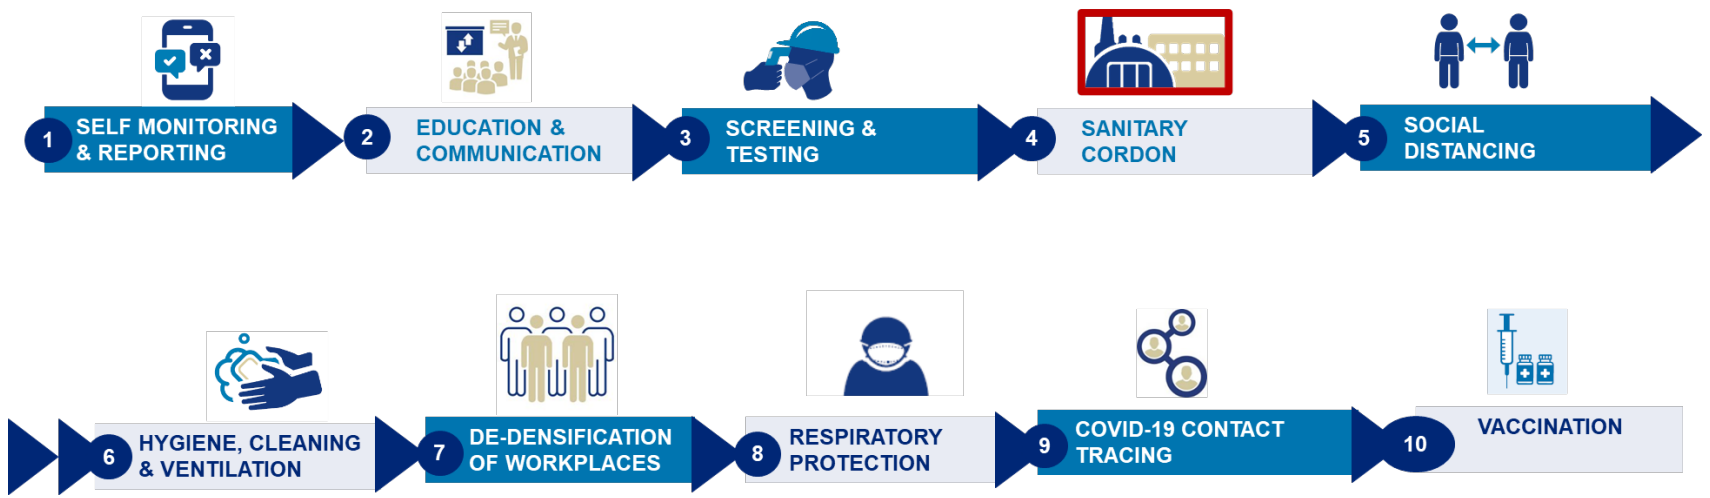 1
SELF MONITORING
& REPORTING
2
EDUCATION &
COMMUNICATION
3
SCREENING &
TESTING
4
SANITARY
CORDON
5
SOCIAL
DISTANCING
6
HYGIENE, CLEANING
& VENTILATION
7
DE-DENSIFICATION
OF WORKPLACES
8
RESPIRATORY
PROTECTION
9
COVID-19 CONTACT
TRACING
10
VACCINATION